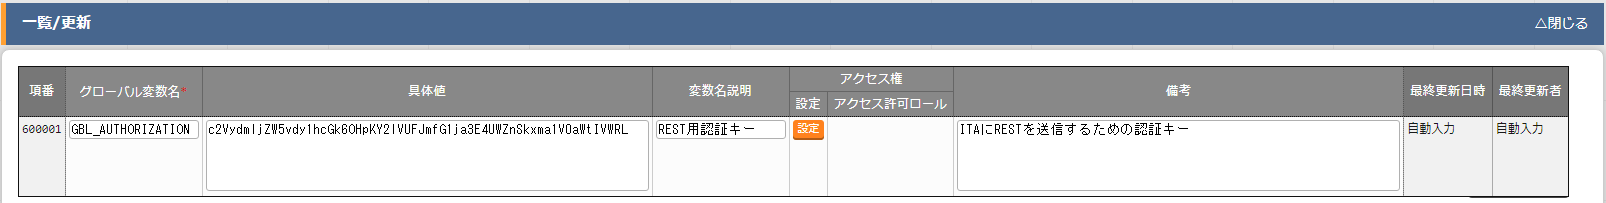 一覧/更新
△閉じる
項番
グローバル変数名*
具体値
変数名説明
アクセス権
設定
アクセス許可ロール
備考
最終更新日時
最終更新者
600001
GBL_AUTHORIZATION
REST用認証キー
設定
ITAにRESTを送信するための認証キー
自動入力
自動入力